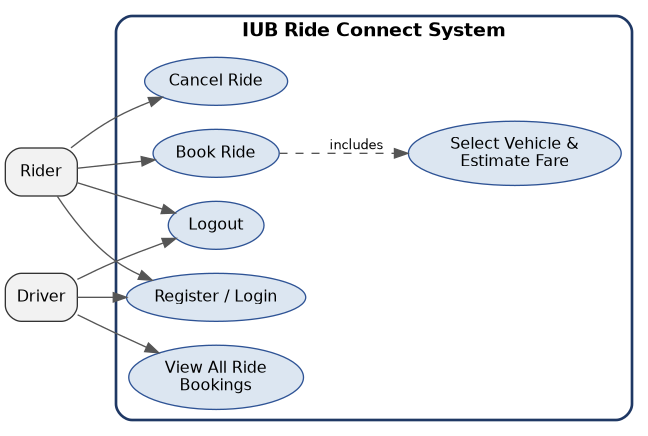 IUB Ride Connect System
Cancel Ride
Rider
Book Ride
includes
Select Vehicle &
Estimate Fare
Logout
Driver
Register / Login
View All Ride
Bookings